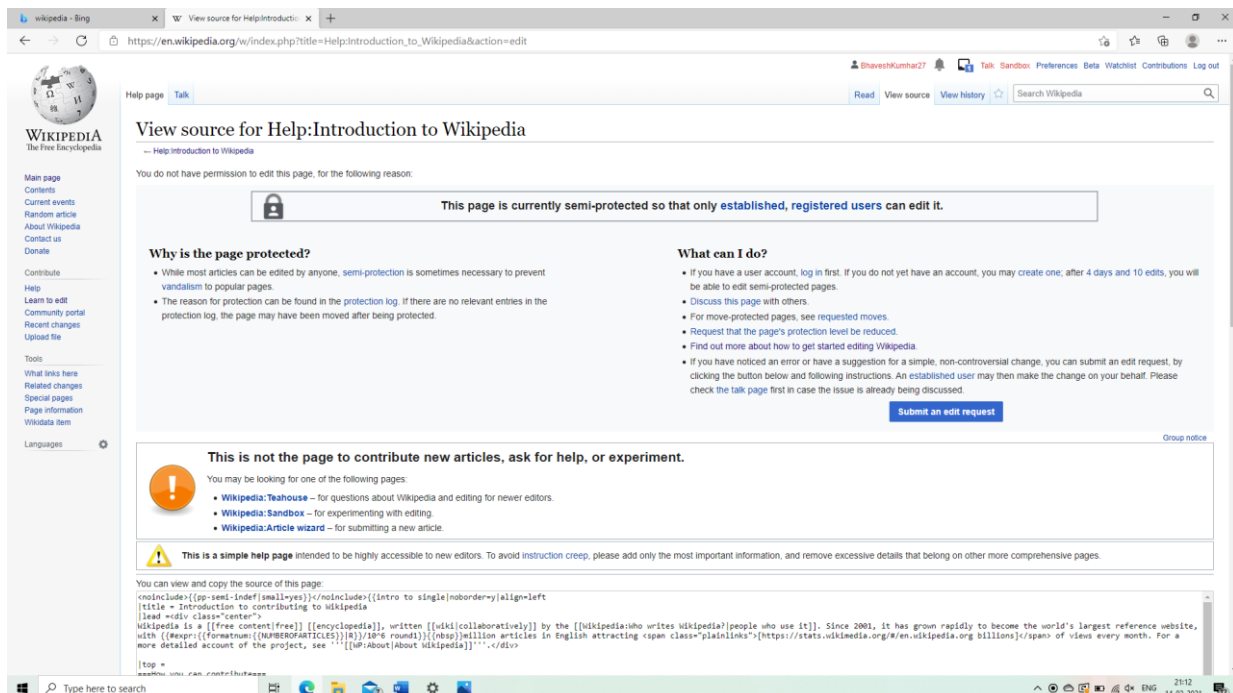 wikipedia - Bing
View source for Help:Introductio
https://en.wikipedia.org/w/index.php?title=Help:Introduction_to_Wikipedia&action=edit
BhaveshKumhar27 Talk Sandbox Preferences Beta Watchlist Contributions Log out
Help page Talk
Read View source View history Search Wikipedia
WIKIPEDIA
The Free Encyclopedia
Main page
Contents
Current events
Random article
About Wikipedia
Contact us
Donate
Contribute
Help
Learn to edit
Community portal
Recent changes
Upload file
Tools
What links here
Related changes
Special pages
Page information
Wikidata item
Languages
View source for Help:Introduction to Wikipedia
← Help:Introduction to Wikipedia
You do not have permission to edit this page, for the following reason:
This page is currently semi-protected so that only established, registered users can edit it.
Why is the page protected?
• While most articles can be edited by anyone, semi-protection is sometimes necessary to prevent
vandalism to popular pages.
• The reason for protection can be found in the protection log. If there are no relevant entries in the
protection log, the page may have been moved after being protected.
What can I do?
• If you have a user account, log in first. If you do not yet have an account, you may create one; after 4 days and 10 edits, you will
be able to edit semi-protected pages.
• Discuss this page with others.
• For move-protected pages, see requested moves.
• Request that the page's protection level be reduced.
• Find out more about how to get started editing Wikipedia.
• If you have noticed an error or have a suggestion for a simple, non-controversial change, you can submit an edit request, by
clicking the button below and following instructions. An established user may then make the change on your behalf. Please
check the talk page first in case the issue is already being discussed.
Submit an edit request
Group notice
This is not the page to contribute new articles, ask for help, or experiment.
You may be looking for one of the following pages:
• Wikipedia:Teahouse – for questions about Wikipedia and editing for newer editors.
• Wikipedia:Sandbox – for experimenting with editing.
• Wikipedia:Article wizard – for submitting a new article.
This is a simple help page intended to be highly accessible to new editors. To avoid instruction creep, please add only the most important information, and remove excessive details that belong on other more comprehensive pages.
You can view and copy the source of this page:
<noinclude>{{pp-semi-indef|small=yes}}</noinclude>{{intro to single|noborder=y|align=left
|title = Introduction to contributing to Wikipedia
|lead =<div class="center">
Wikipedia is a [[free content|free]] [[encyclopedia]], written [[wiki|collaboratively]] by the [[Wikipedia:Who writes Wikipedia?|people who use it]]. Since 2001, it has grown rapidly to become the world's largest reference website,
with {{#expr:{{formatnum:{{NUMBEROFARTICLES}}|R}}/10^6 round1}}{{nbsp}}million articles in English attracting <span class="plainlinks">[https://stats.wikimedia.org/#/en.wikipedia.org billions]</span> of views every month. For a
more detailed account of the project, see '''[[WP:About|About Wikipedia]]'''.</div>
|top =
===How you can contribute===
Type here to search
ENG
21:12